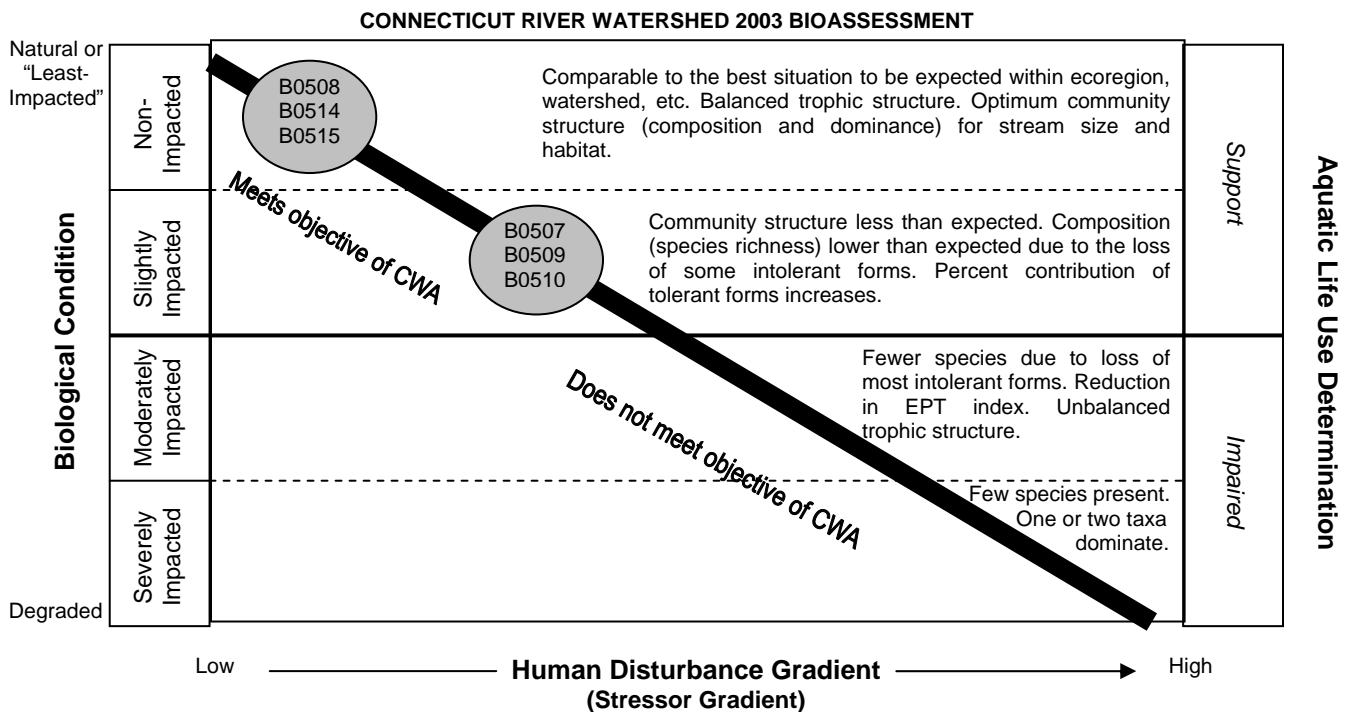 CONNECTICUT RIVER WATERSHED 2003 BIOASSESSMENT
Natural or
“Least-
Impacted”
Degraded
Biological Condition
Non-
Impacted
Slightly
Impacted
Moderately
Impacted
Severely
Impacted
B0508
B0514
B0515
Comparable to the best situation to be expected within ecoregion,
watershed, etc. Balanced trophic structure. Optimum community
structure (composition and dominance) for stream size and
habitat.
Meets objective of CWA
B0507
B0509
B0510
Community structure less than expected. Composition
(species richness) lower than expected due to the loss
of some intolerant forms. Percent contribution of
tolerant forms increases.
Does not meet objective of CWA
Fewer species due to loss of
most intolerant forms. Reduction
in EPT index. Unbalanced
trophic structure.
Few species present.
One or two taxa
dominate.
Support
Impaired
Aquatic Life Use Determination
Low
Human Disturbance Gradient
(Stressor Gradient)
High